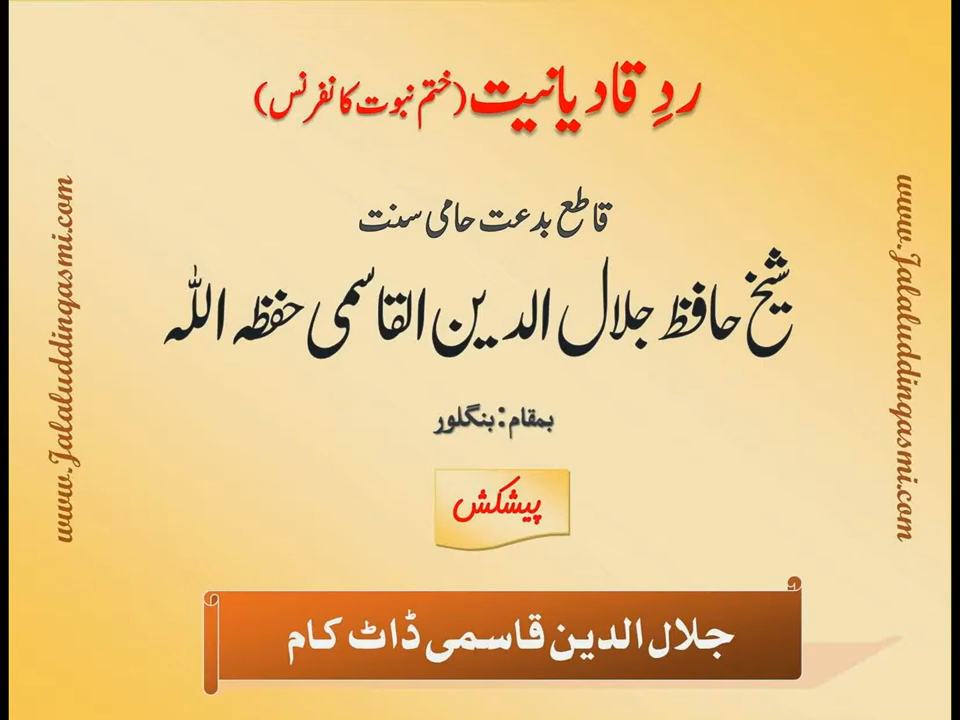 ردِ قادیانیت (ختم نبوت کانفرنس)
قاطع بدعت حامی سنت
شیخ حافظ جلال الدین القاسمی حفظہ اللہ
بمقام: بنگلور
پیشکش
جلال الدین قاسمی ڈاٹ کام
www.Jalaluddinqasmi.com
www.Jalaluddinqasmi.com